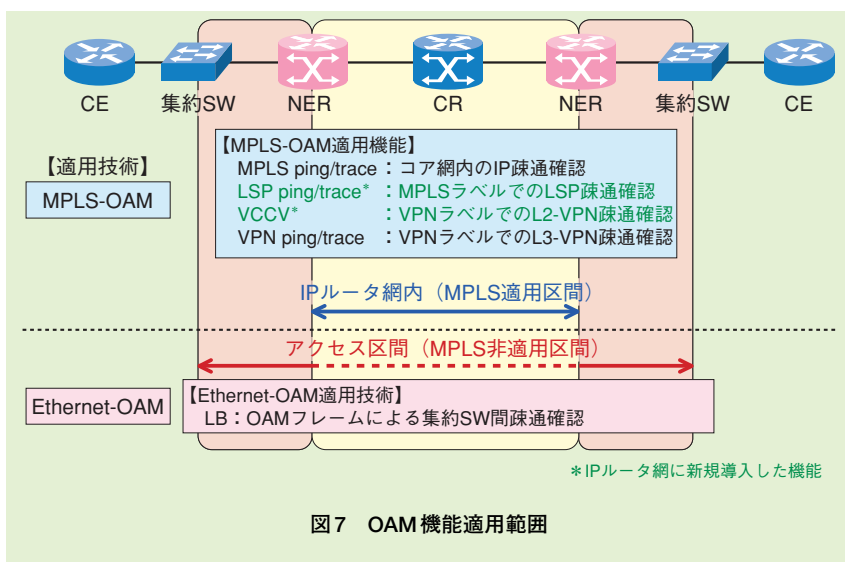 CE 集約SW NER CR NER 集約SW CE
【適用技術】
MPLS-OAM
【MPLS-OAM適用機能】
MPLS ping/trace：コア網内のIP疎通確認
LSP ping/trace*：MPLSラベルでのLSP疎通確認
VCCV*：VPNラベルでのL2-VPN疎通確認
VPN ping/trace：VPNラベルでのL3-VPN疎通確認
IPルータ網内（MPLS適用区間）
アクセス区間（MPLS非適用区間）
Ethernet-OAM
【Ethernet-OAM適用技術】
LB：OAMフレームによる集約SW間疎通確認
＊IPルータ網に新規導入した機能
図7　OAM機能適用範囲